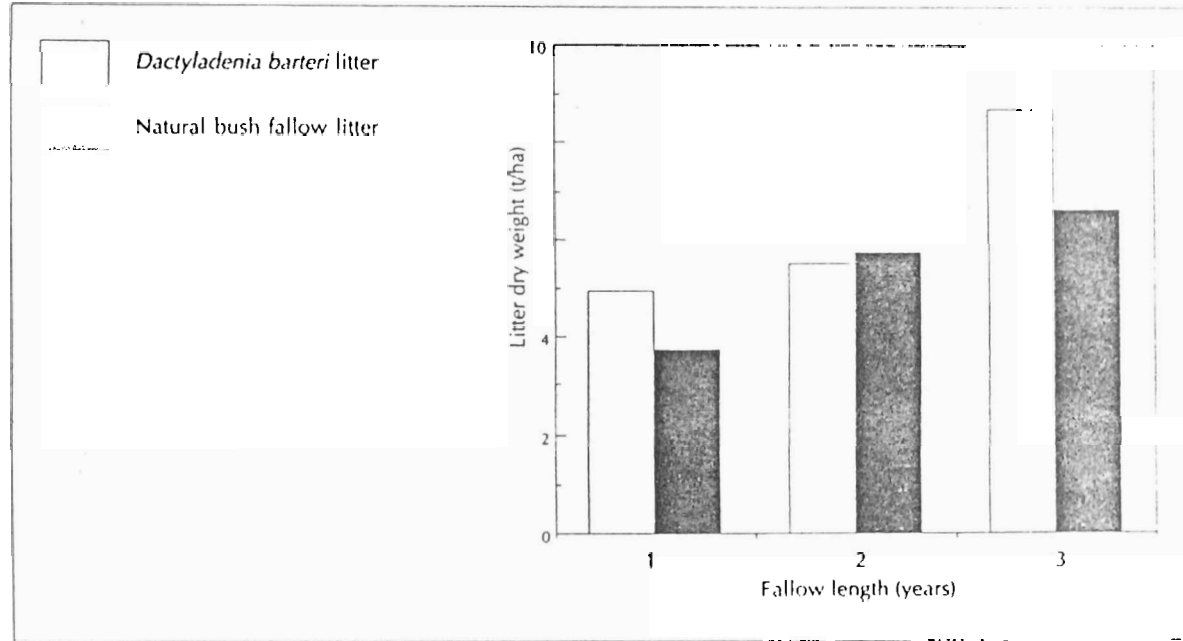 Dactyladenia barteri litter
Natural bush fallow litter
Litter dry weight (t/ha)
10
4
2
0
1 2 3
Fallow length (years)